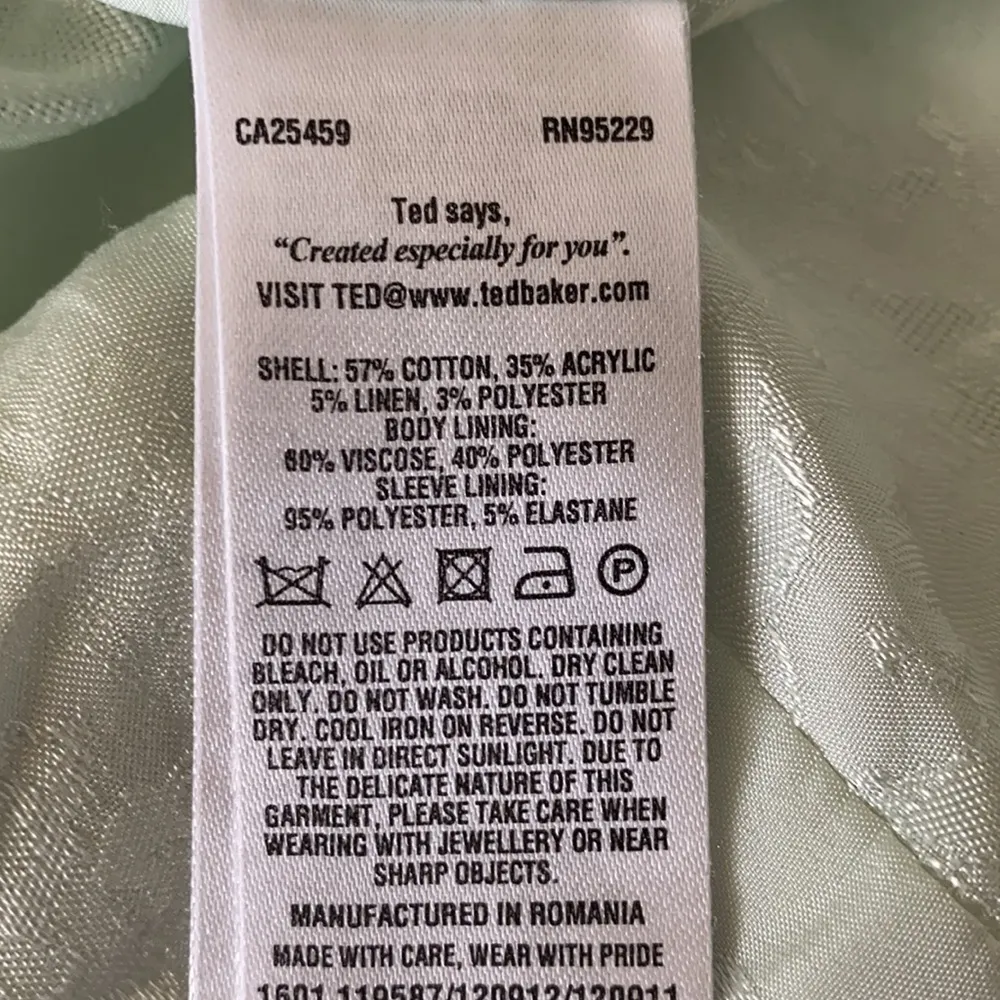 CA25459 RN95229
Ted says,
“Created especially for you”.
VISIT TED@www.tedbaker.com
SHELL: 57% COTTON, 35% ACRYLIC
5% LINEN, 3% POLYESTER
BODY LINING:
60% VISCOSE, 40% POLYESTER
SLEEVE LINING:
95% POLYESTER, 5% ELASTANE
P
DO NOT USE PRODUCTS CONTAINING
BLEACH, OIL OR ALCOHOL. DRY CLEAN
ONLY. DO NOT WASH. DO NOT TUMBLE
DRY. COOL IRON ON REVERSE. DO NOT
LEAVE IN DIRECT SUNLIGHT. DUE TO
THE DELICATE NATURE OF THIS
GARMENT, PLEASE TAKE CARE WHEN
WEARING WITH JEWELLERY OR NEAR
SHARP OBJECTS.
MANUFACTURED IN ROMANIA
MADE WITH CARE, WEAR WITH PRIDE
1601 119587/120912/120911